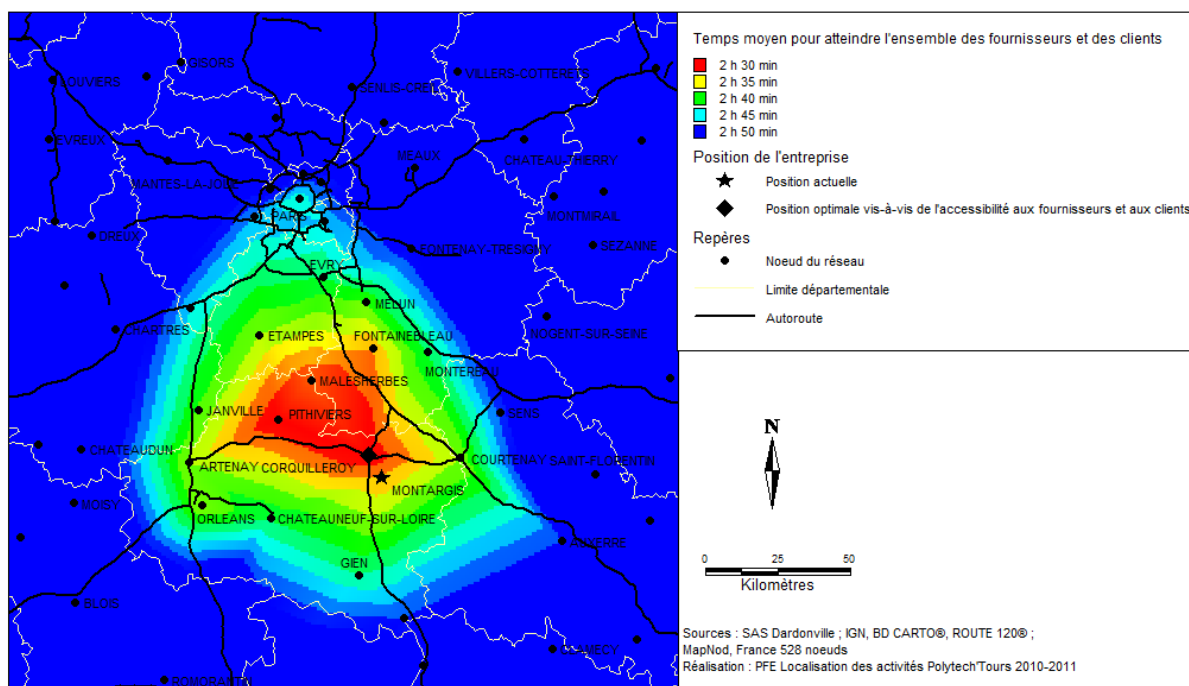 GISORS
LOUVIERS
VILLERS-COTTERETS
SENLIS-CREIL
EVREUX
MEAUX
CHATEAU-THIERRY
MANTES-LA-JOLIE
MONTMIRAIL
PARIS
DREUX
FONTENAY-TRESIGNY
SEZANNE
EVRY
MELUN
CHARTRES
NOGENT-SUR-SEINE
ETAMPES
FONTAINEBLEAU
MONTEREAU
MALESHERBES
JANVILLE
PITHIVIERS
SENS
CHATEAUDUN
ARTENAY
CORQUILLEROY
COURTENAY
SAINT-FLORENTIN
MONTARGIS
MOISY
ORLEANS
CHATEAUNEUF-SUR-LOIRE
AUXERRE
GIEN
BLOIS
CLAMECY
ROMORANTIN
Temps moyen pour atteindre l'ensemble des fournisseurs et des clients
2 h 30 min
2 h 35 min
2 h 40 min
2 h 45 min
2 h 50 min
Position de l'entreprise
Position actuelle
Position optimale vis-à-vis de l'accessibilité aux fournisseurs et aux clients
Repères
Noeud du réseau
Limite départementale
Autoroute
N
0 25 50
Kilomètres
Sources : SAS Dardonville ; IGN, BD CARTO®, ROUTE 120® ;
MapNod, France 528 noeuds
Réalisation : PFE Localisation des activités Polytech'Tours 2010-2011